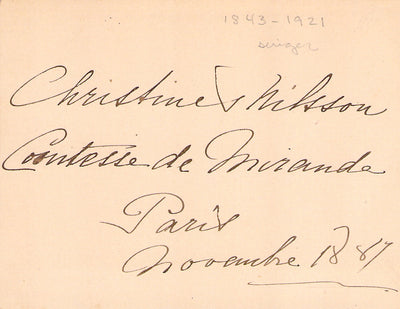 1843-1921
singer
Christine Nilsson
Comtesse de Miranda
Paris
Novembre 1887